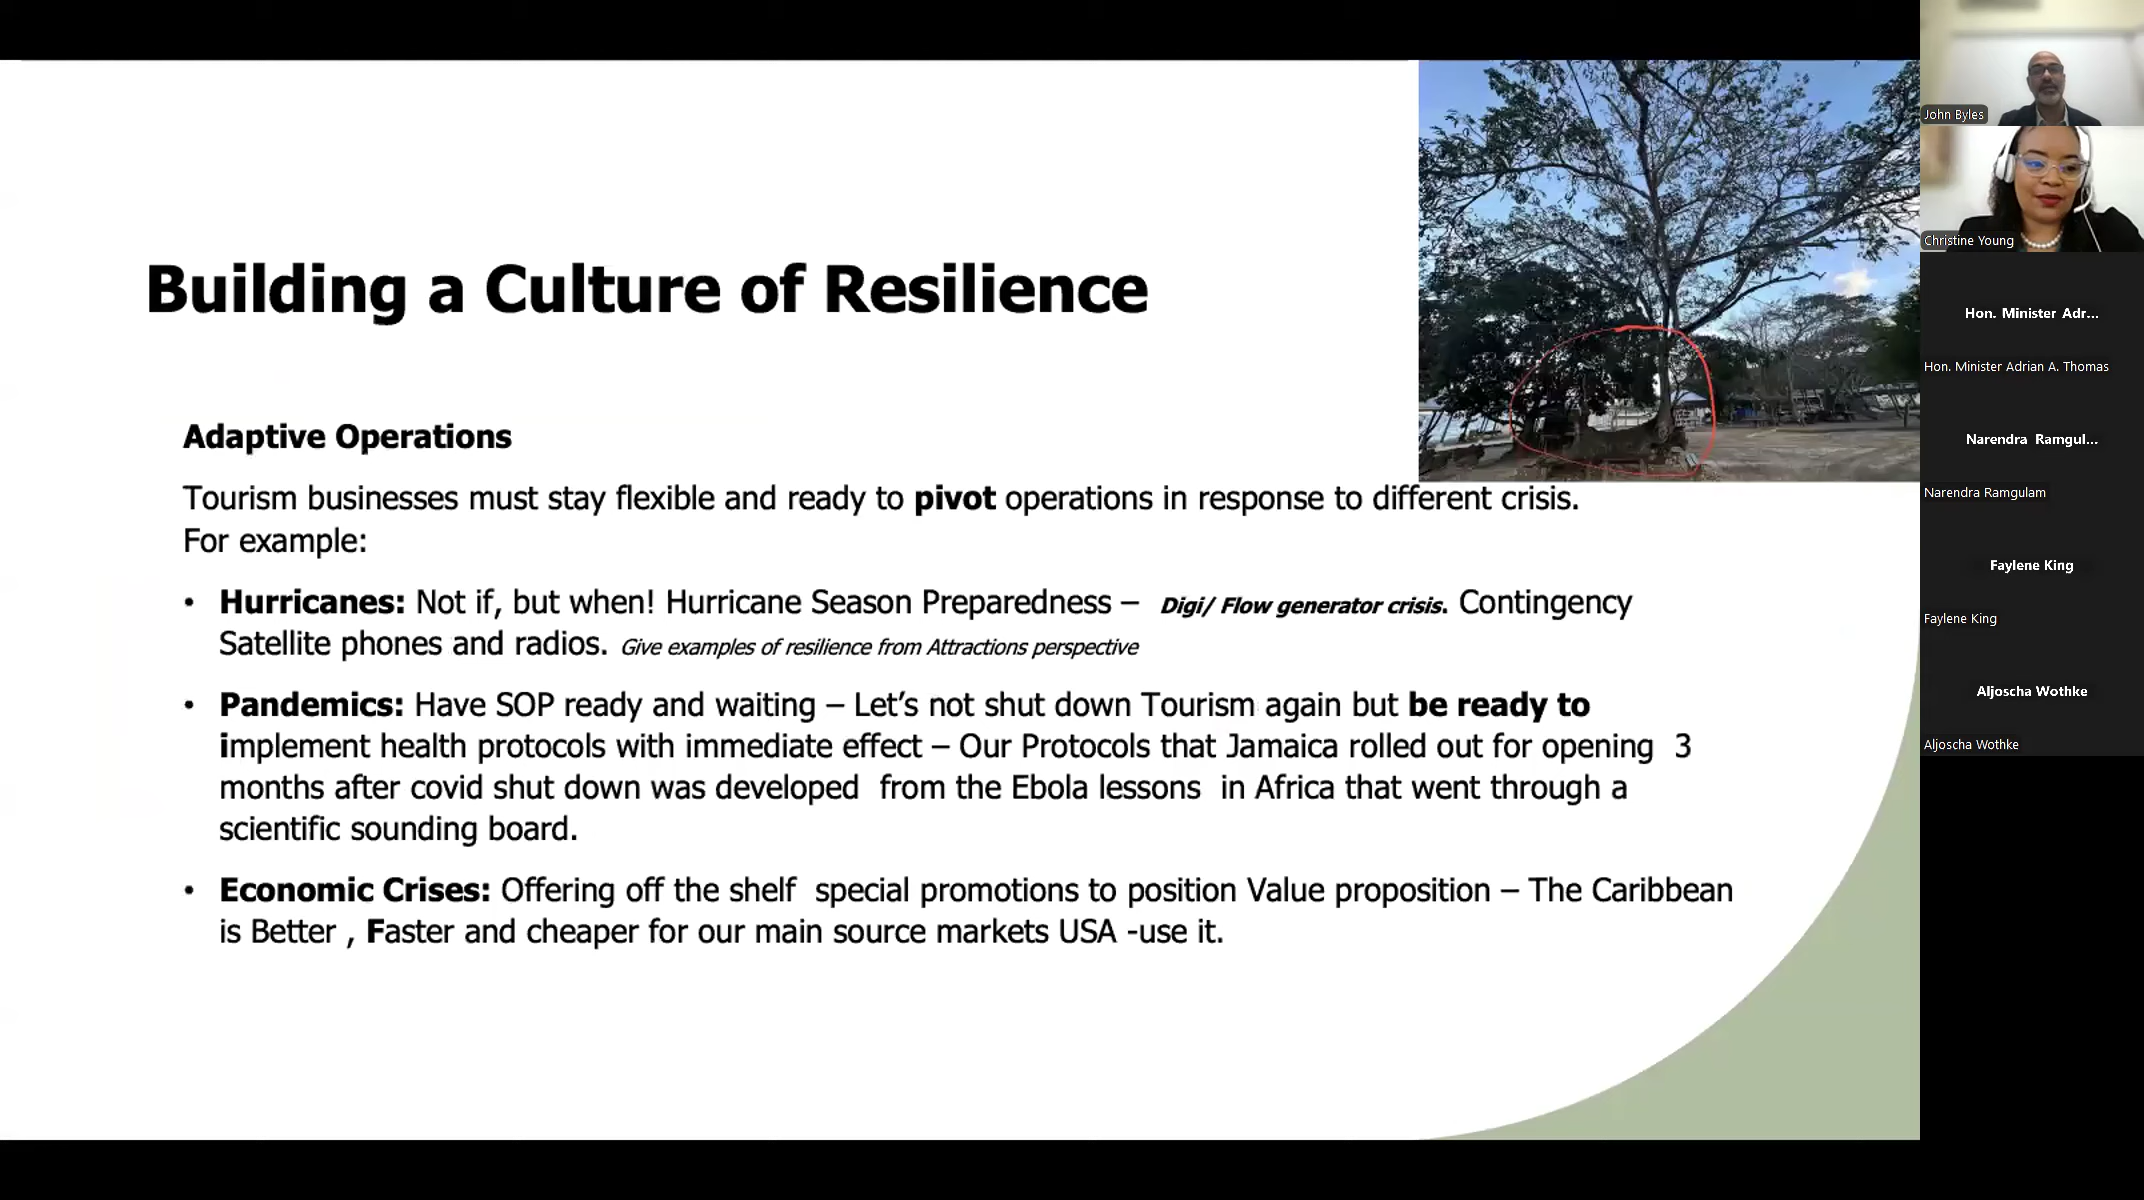 Building a Culture of Resilience
Adaptive Operations
Tourism businesses must stay flexible and ready to pivot operations in response to different crisis.
For example:
• Hurricanes: Not if, but when! Hurricane Season Preparedness – Digi/ Flow generator crisis. Contingency
Satellite phones and radios. Give examples of resilience from Attractions perspective
• Pandemics: Have SOP ready and waiting – Let’s not shut down Tourism again but be ready to
implement health protocols with immediate effect – Our Protocols that Jamaica rolled out for opening 3
months after covid shut down was developed from the Ebola lessons in Africa that went through a
scientific sounding board.
• Economic Crises: Offering off the shelf special promotions to position Value proposition – The Caribbean
is Better , Faster and cheaper for our main source markets USA -use it.
John Byles
Christine Young
Hon. Minister Adr...
Hon. Minister Adrian A. Thomas
Narendra Ramgul...
Narendra Ramgulam
Faylene King
Faylene King
Aljoscha Wothke
Aljoscha Wothke